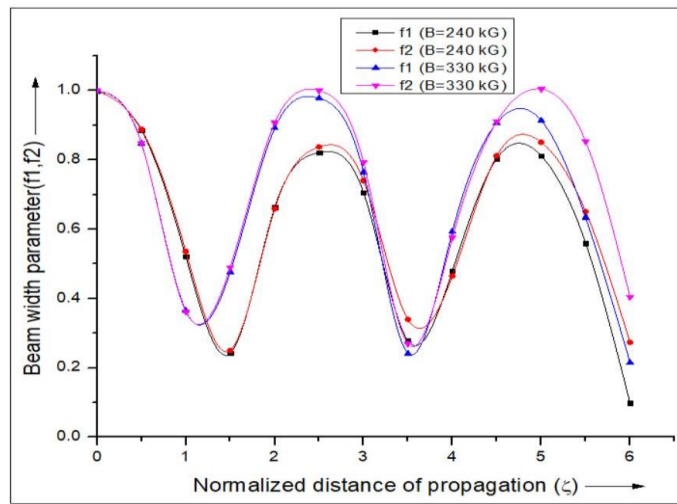 f1 (B=240 kG)
f2 (B=240 kG)
f1 (B=330 kG)
f2 (B=330 kG)
Beam width parameter(f1,f2)
1.0
0.8
0.6
0.4
0.2
0.0
0 1 2 3 4 5 6
Normalized distance of propagation (ζ)